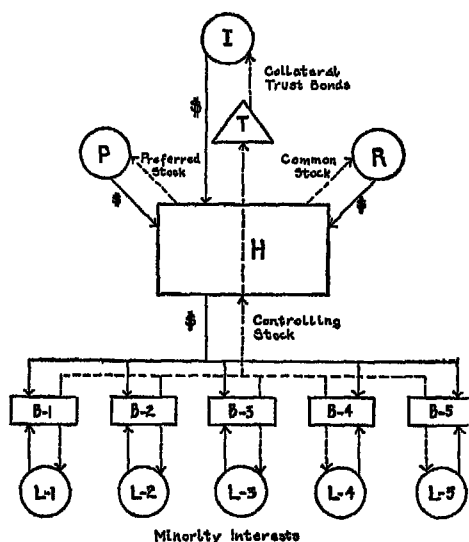 I
Collateral
Trust Bonds
$
T
P
Preferred
Stock
Common
Stock
R
$
$
H
$
Controlling
Stock
B-1
B-2
B-3
B-4
B-5
L-1
L-2
L-3
L-4
L-5
Minority Interests